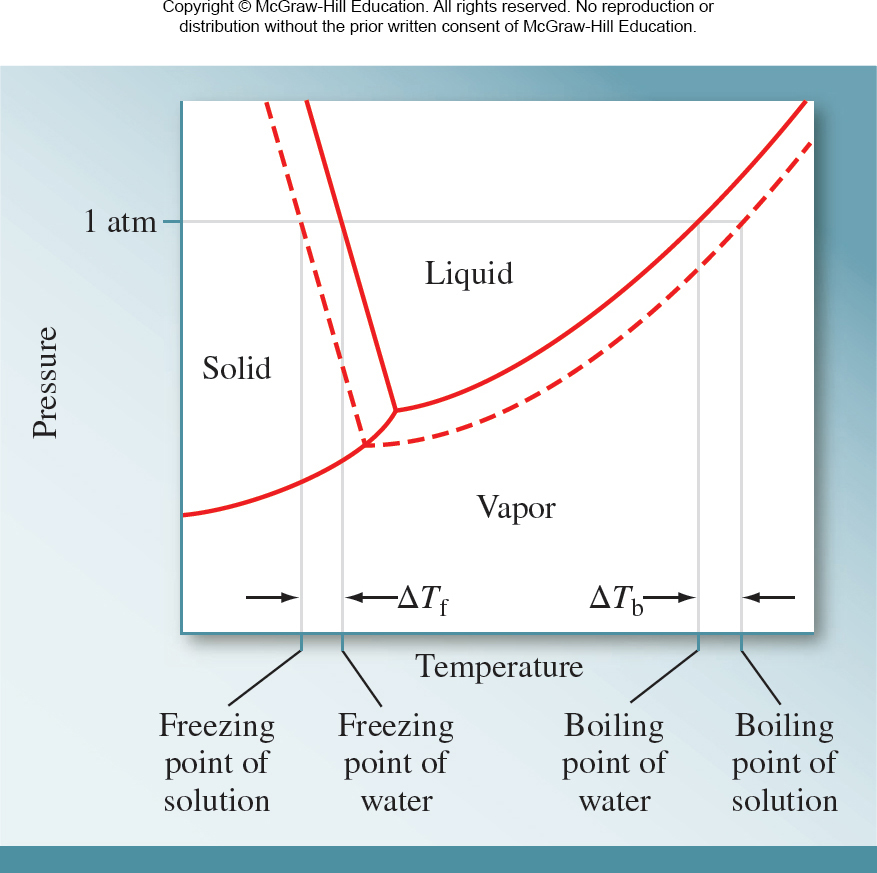 Copyright © McGraw-Hill Education. All rights reserved. No reproduction or
distribution without the prior written consent of McGraw-Hill Education.
1 atm
Liquid
Solid
Pressure
Vapor
ΔTf
ΔTb
Temperature
Freezing point of solution
Freezing point of water
Boiling point of water
Boiling point of solution